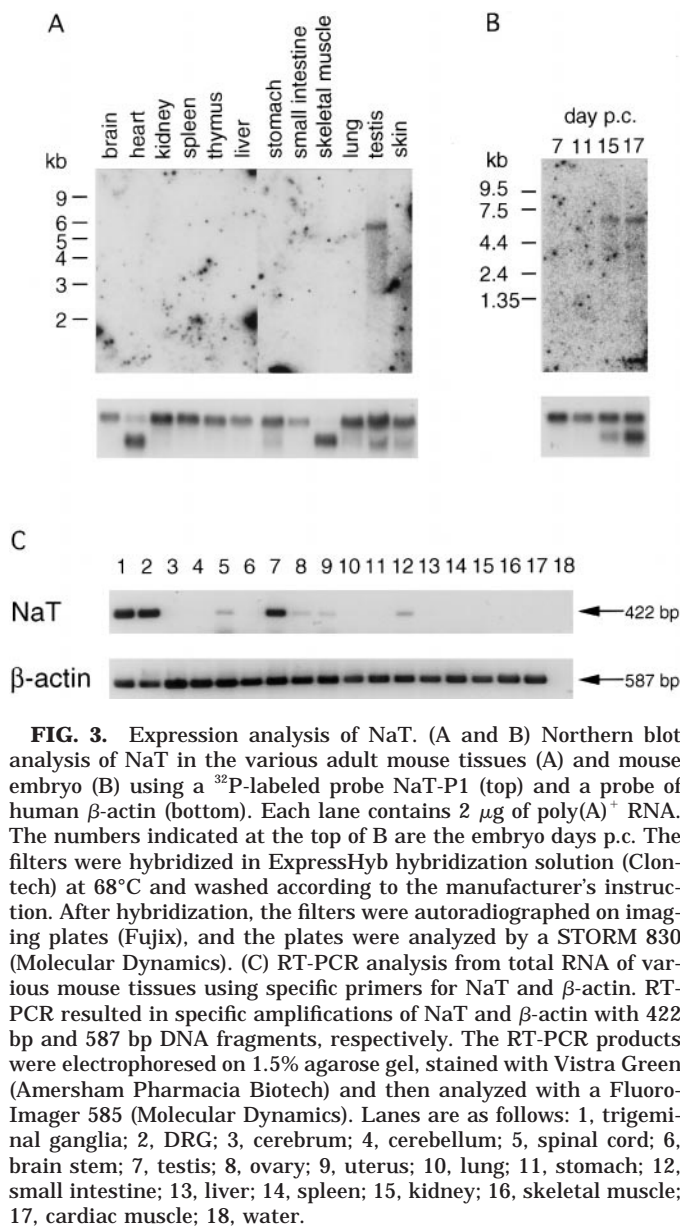 A
B
brain
heart
kidney
spleen
thymus
liver
stomach
small intestine
skeletal muscle
lung
testis
skin
kb
9
6
5
4
3
2
day p.c.
7 11 15 17
kb
9.5
7.5
4.4
2.4
1.35
C
1 2 3 4 5 6 7 8 9 10 11 12 13 14 15 16 17 18
NaT
422 bp
β-actin
587 bp
FIG. 3. Expression analysis of NaT. (A and B) Northern blot
analysis of NaT in the various adult mouse tissues (A) and mouse
embryo (B) using a ³²P-labeled probe NaT-P1 (top) and a probe of
human β-actin (bottom). Each lane contains 2 μg of poly(A)⁺ RNA.
The numbers indicated at the top of B are the embryo days p.c. The
filters were hybridized in ExpressHyb hybridization solution (Clon-
tech) at 68°C and washed according to the manufacturer's instruc-
tion. After hybridization, the filters were autoradiographed on imag-
ing plates (Fujix), and the plates were analyzed by a STORM 830
(Molecular Dynamics). (C) RT-PCR analysis from total RNA of var-
ious mouse tissues using specific primers for NaT and β-actin. RT-
PCR resulted in specific amplifications of NaT and β-actin with 422
bp and 587 bp DNA fragments, respectively. The RT-PCR products
were electrophoresed on 1.5% agarose gel, stained with Vistra Green
(Amersham Pharmacia Biotech) and then analyzed with a Fluoro-
Imager 585 (Molecular Dynamics). Lanes are as follows: 1, trigemi-
nal ganglia; 2, DRG; 3, cerebrum; 4, cerebellum; 5, spinal cord; 6,
brain stem; 7, testis; 8, ovary; 9, uterus; 10, lung; 11, stomach; 12,
small intestine; 13, liver; 14, spleen; 15, kidney; 16, skeletal muscle;
17, cardiac muscle; 18, water.